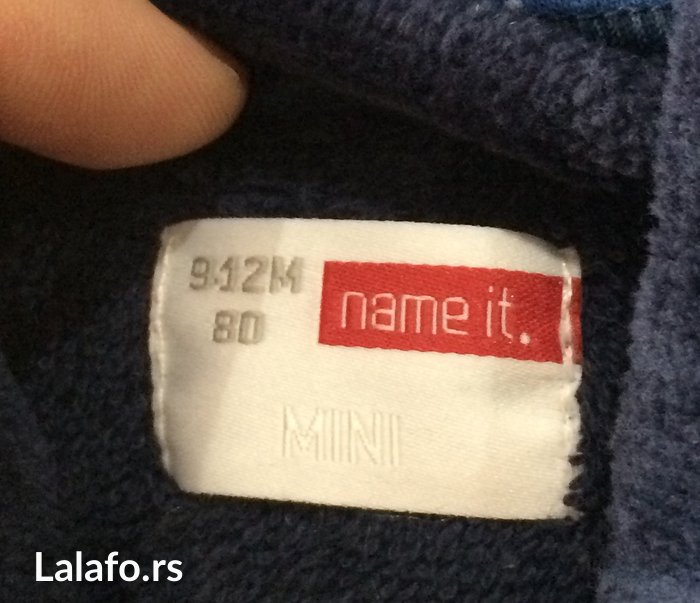 9-12M
80
name it.
MINI
Lalafo.rs